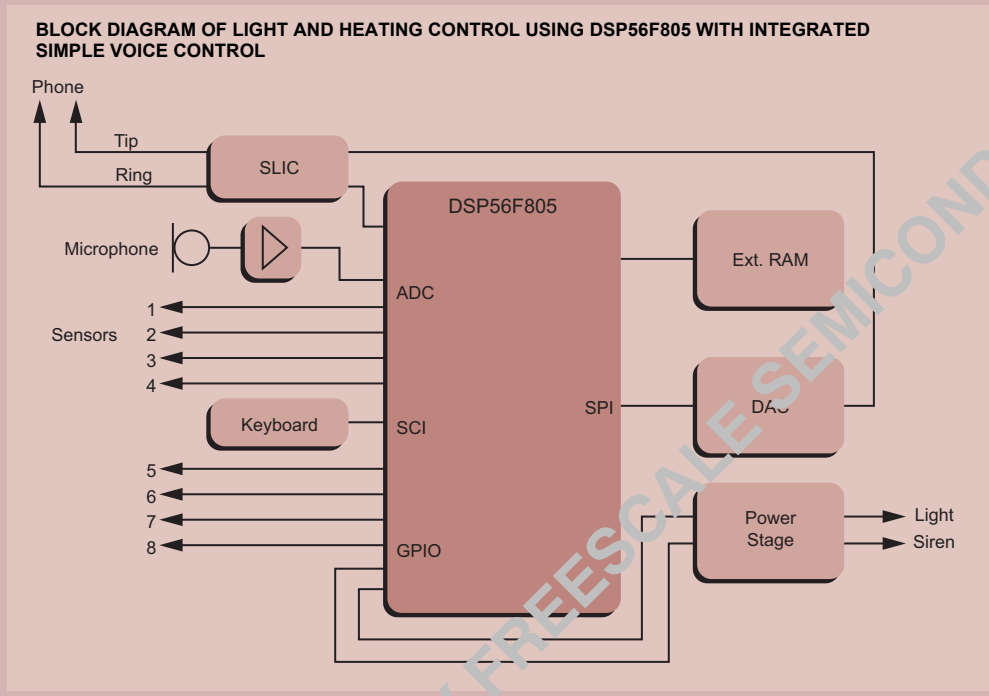 BLOCK DIAGRAM OF LIGHT AND HEATING CONTROL USING DSP56F805 WITH INTEGRATED
SIMPLE VOICE CONTROL
Phone
Tip
Ring
SLIC
DSP56F805
Microphone
Ext. RAM
ADC
1
Sensors
2
3
4
Keyboard
SCI
SPI
DAC
5
6
7
8
GPIO
Power
Stage
Light
Siren
FREESCALE